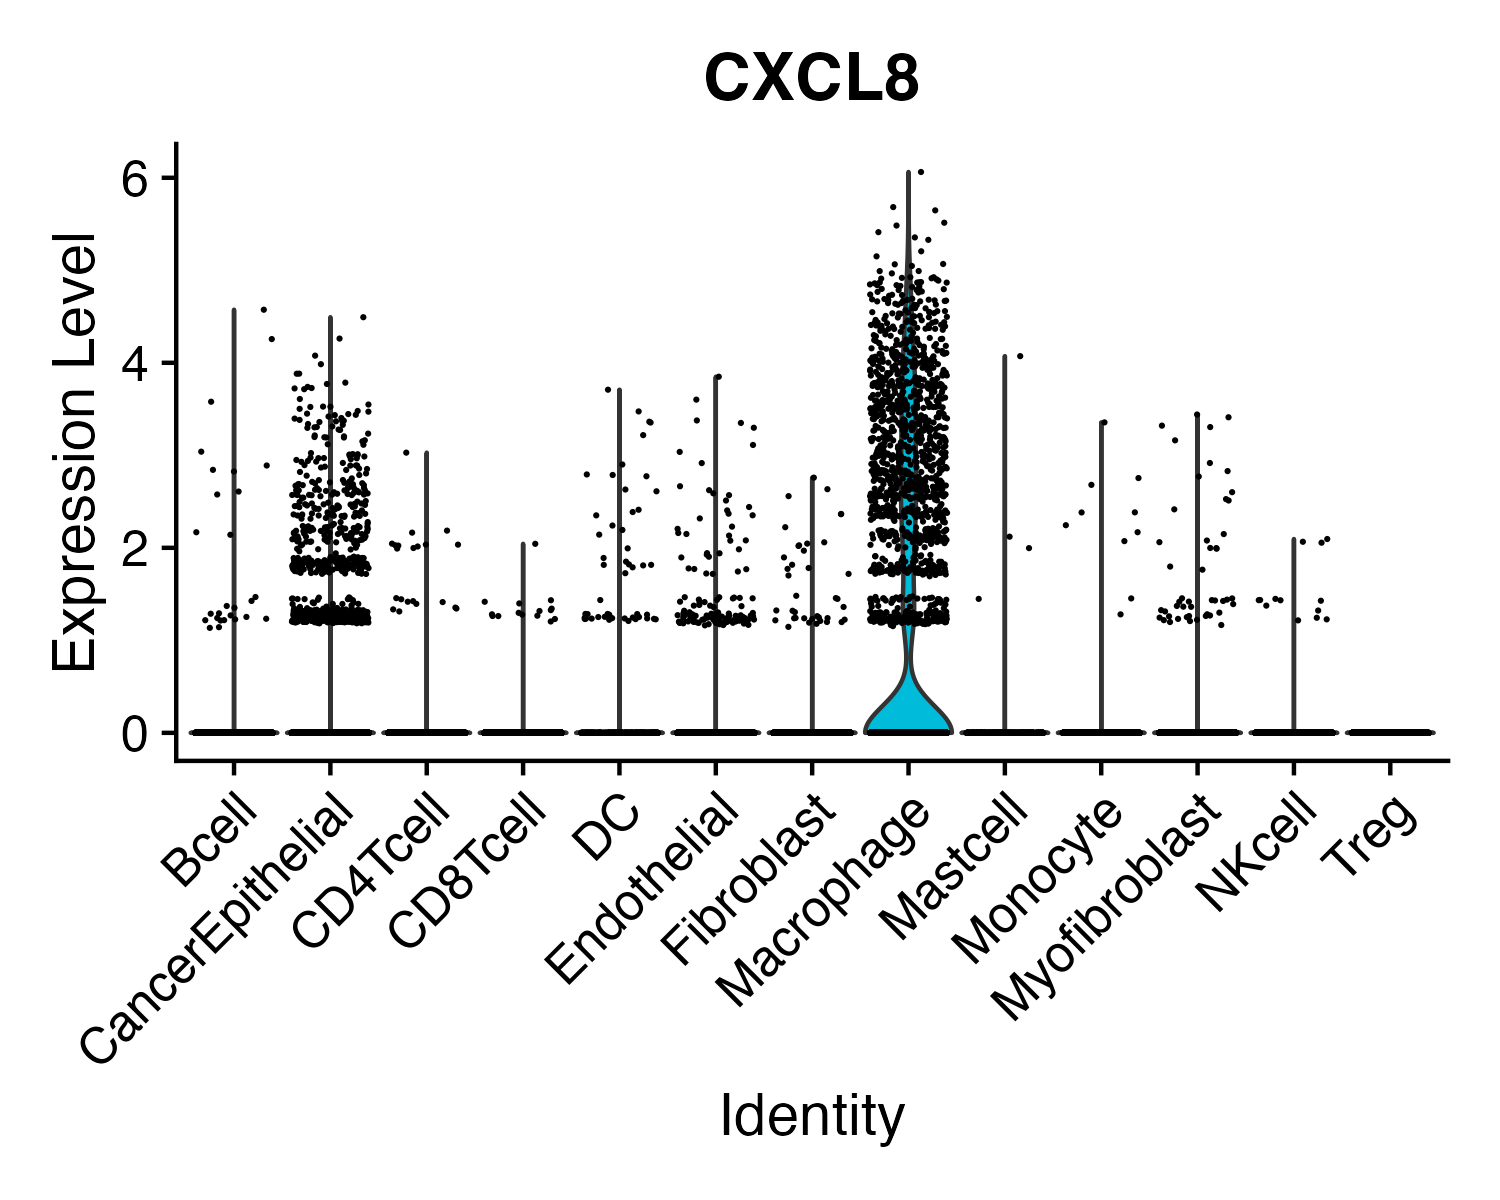 CXCL8
Expression Level
6
4
2
0
Bcell
CancerEpithelial
CD4Tcell
CD8Tcell
DC
Endothelial
Fibroblast
Macrophage
Mastcell
Monocyte
Myofibroblast
NKcell
Treg
Identity